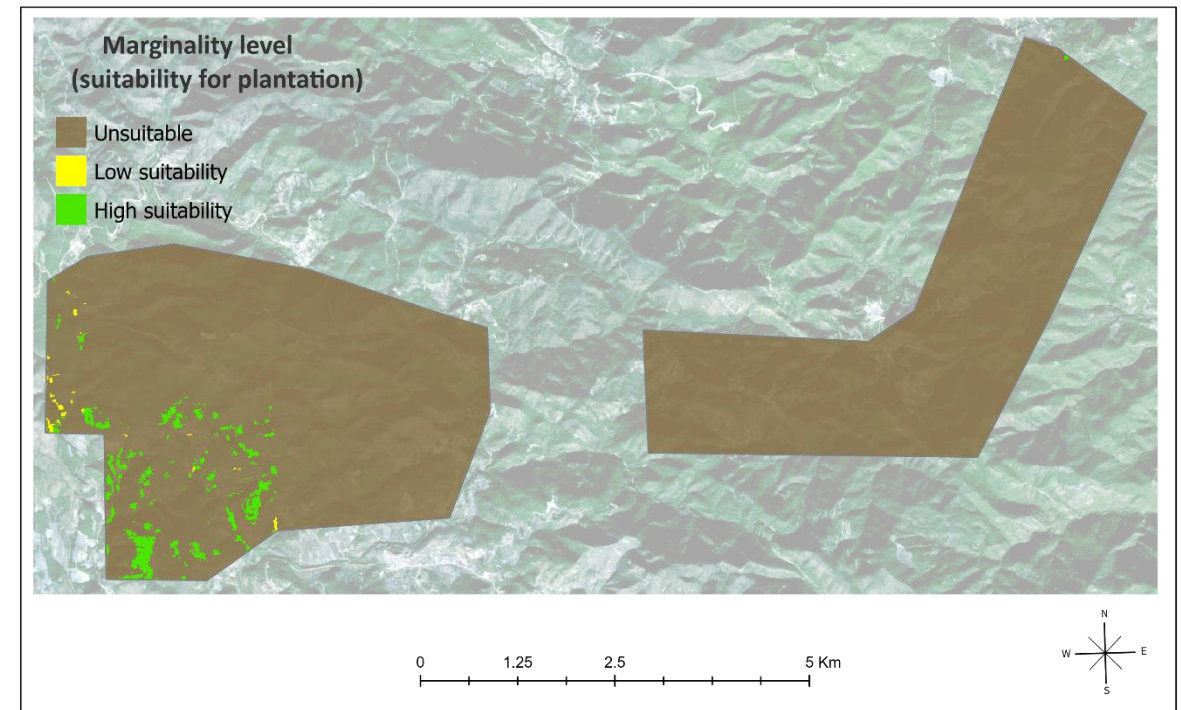 Marginality level
(suitability for plantation)
Unsuitable
Low suitability
High suitability
0 1.25 2.5 5 Km
N
W E
S